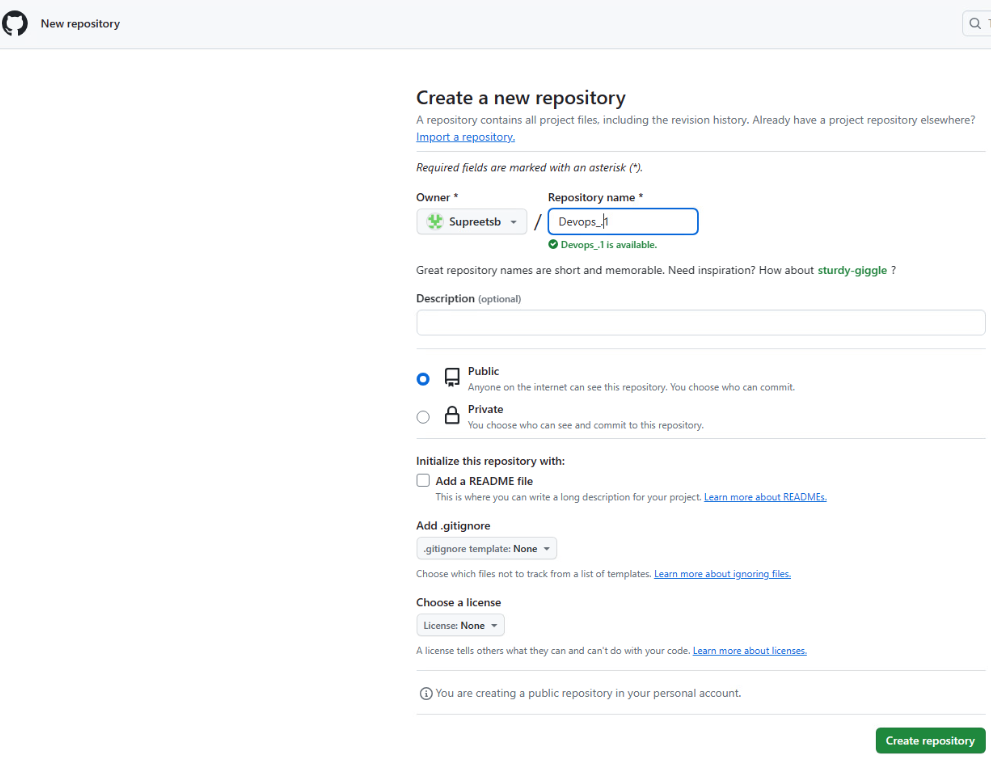 New repository
Create a new repository
A repository contains all project files, including the revision history. Already have a project repository elsewhere?
Import a repository.
Required fields are marked with an asterisk (*).
Owner * Repository name *
Supreetsb / Devops_.1
Devops_.1 is available.
Great repository names are short and memorable. Need inspiration? How about sturdy-giggle ?
Description (optional)
Public
Anyone on the internet can see this repository. You choose who can commit.
Private
You choose who can see and commit to this repository.
Initialize this repository with:
Add a README file
This is where you can write a long description for your project. Learn more about READMEs.
Add .gitignore
.gitignore template: None
Choose which files not to track from a list of templates. Learn more about ignoring files.
Choose a license
License: None
A license tells others what they can and can't do with your code. Learn more about licenses.
You are creating a public repository in your personal account.
Create repository